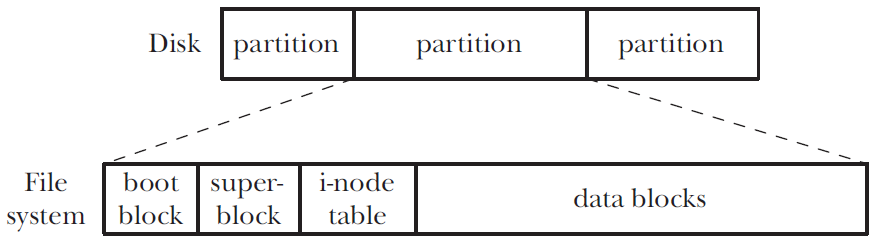 Disk partition partition partition
File system
boot block
super-block
i-node table
data blocks